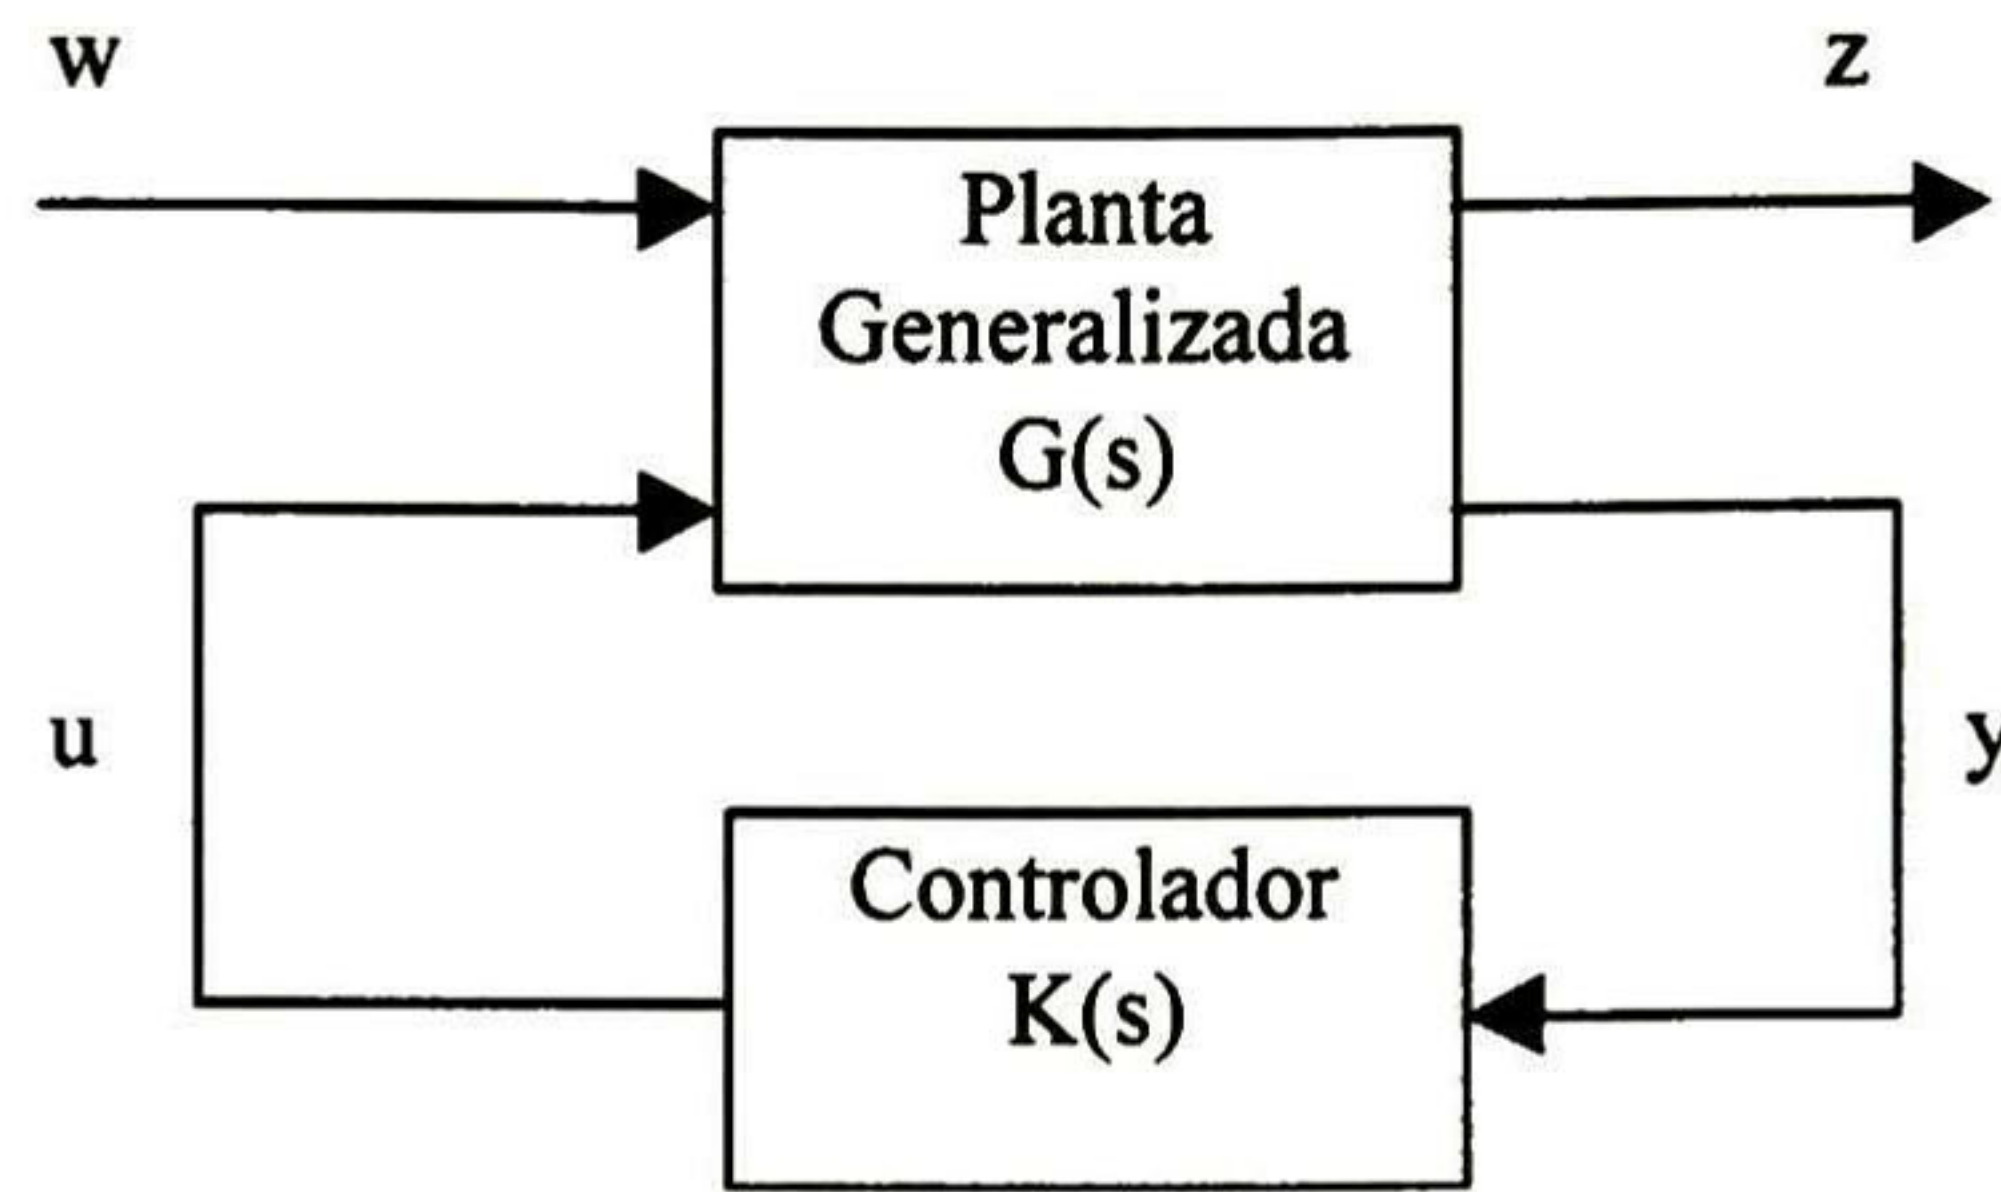 w
z
Planta
Generalizada
G(s)
u
y
Controlador
K(s)